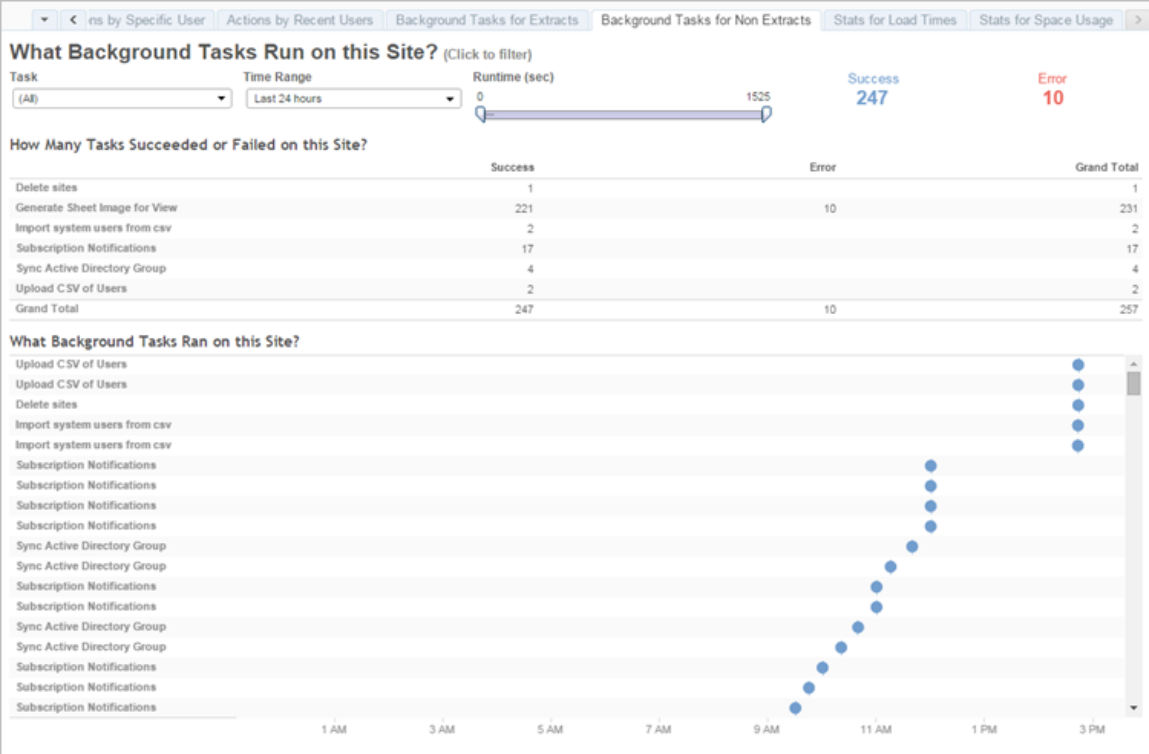 ns by Specific User Actions by Recent Users Background Tasks for Extracts Background Tasks for Non Extracts Stats for Load Times Stats for Space Usage
What Background Tasks Run on this Site? (Click to filter)
Task Time Range Runtime (sec) Success Error
(All) Last 24 hours 0 1525 247 10
How Many Tasks Succeeded or Failed on this Site?
Success Error Grand Total
Delete sites 1 1
Generate Sheet Image for View 221 10 231
Import system users from csv 2 2
Subscription Notifications 17 17
Sync Active Directory Group 4 4
Upload CSV of Users 2 2
Grand Total 247 10 257
What Background Tasks Ran on this Site?
Upload CSV of Users
Upload CSV of Users
Delete sites
Import system users from csv
Import system users from csv
Subscription Notifications
Subscription Notifications
Subscription Notifications
Subscription Notifications
Sync Active Directory Group
Sync Active Directory Group
Subscription Notifications
Subscription Notifications
Sync Active Directory Group
Sync Active Directory Group
Subscription Notifications
Subscription Notifications
Subscription Notifications
1 AM 3 AM 5 AM 7 AM 9 AM 11 AM 1 PM 3 PM